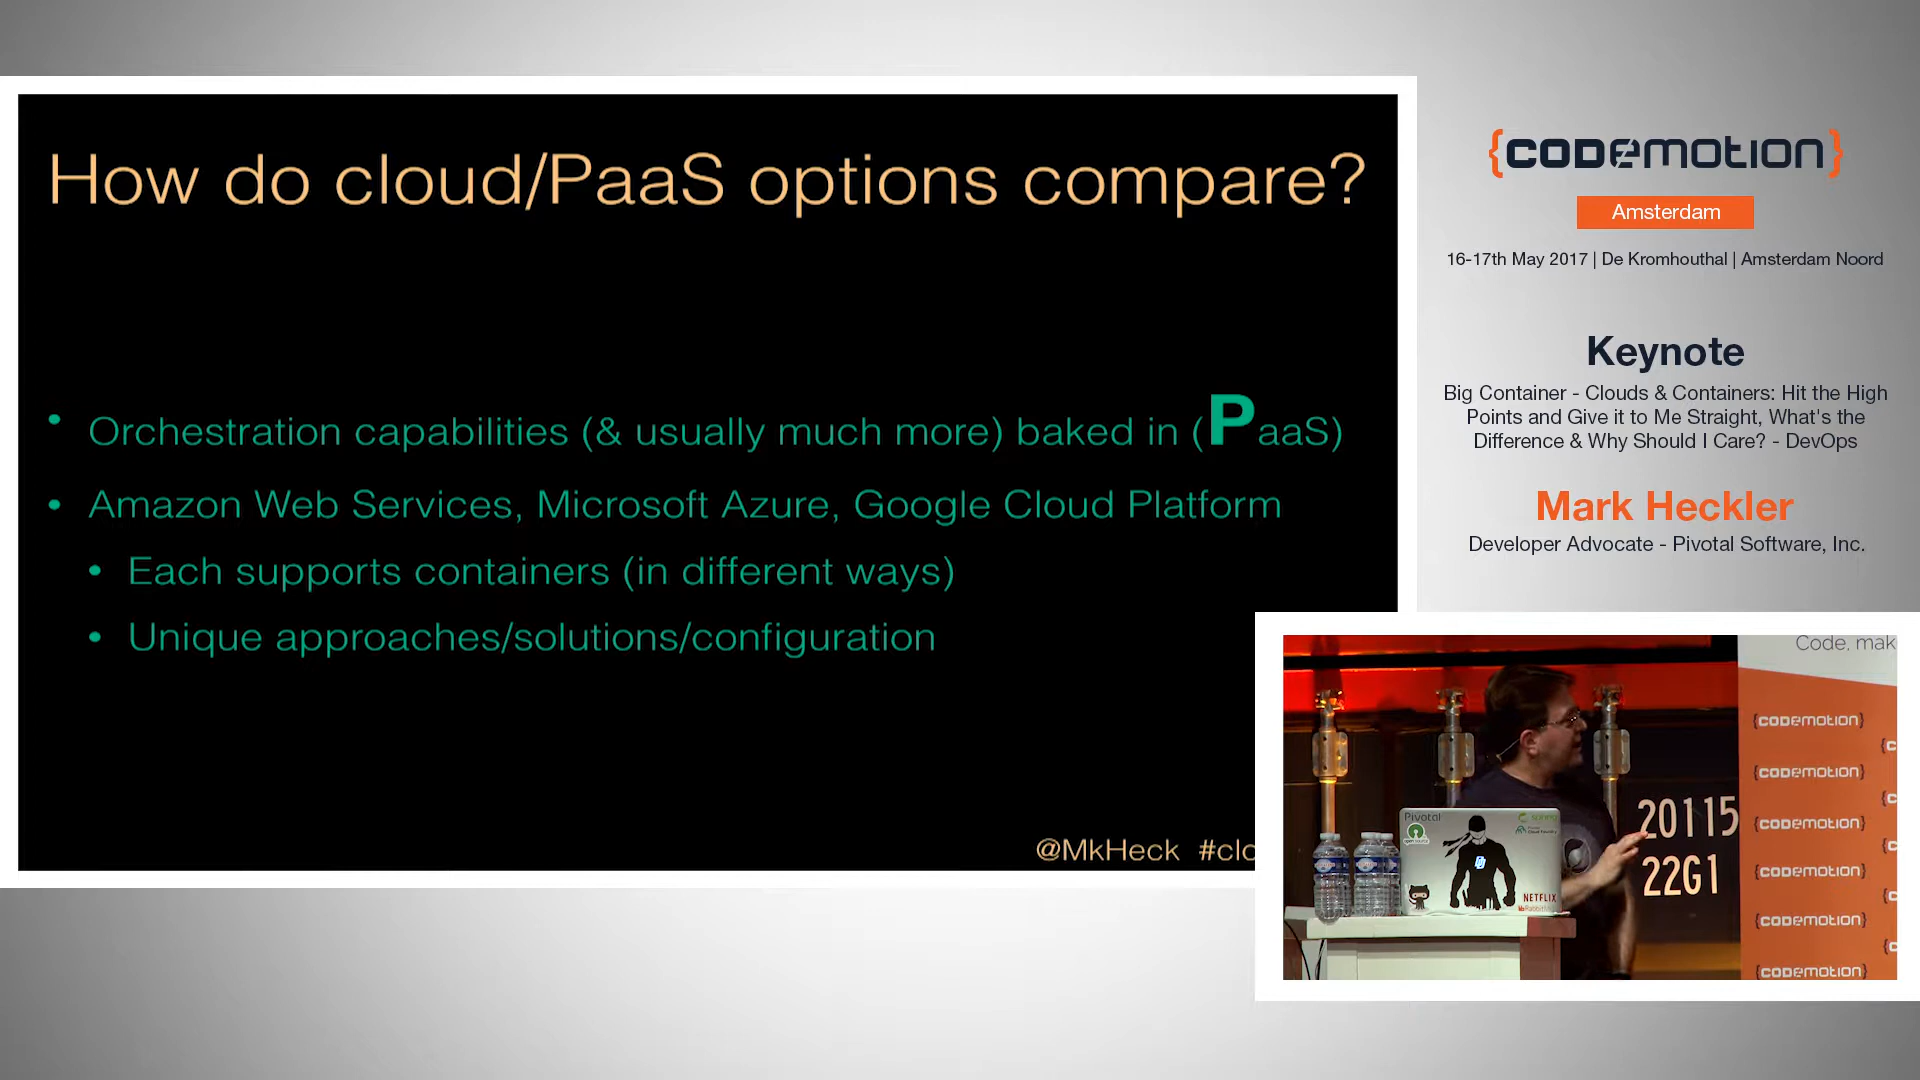 How do cloud/PaaS options compare?
• Orchestration capabilities (& usually much more) baked in (PaaS)
• Amazon Web Services, Microsoft Azure, Google Cloud Platform
• Each supports containers (in different ways)
• Unique approaches/solutions/configuration
@MkHeck #clo
{CODEMOTION}
Amsterdam
16-17th May 2017 | De Kromhouthal | Amsterdam Noord
Keynote
Big Container - Clouds & Containers: Hit the High
Points and Give it to Me Straight, What's the
Difference & Why Should I Care? - DevOps
Mark Heckler
Developer Advocate - Pivotal Software, Inc.
Code, mak
{CODEMOTION}
{CODEMOTION}
{CODEMOTION}
{CODEMOTION}
{CODEMOTION}
{CODEMOTION}
20115
22G1
Pivotal
spring
NETFLIX